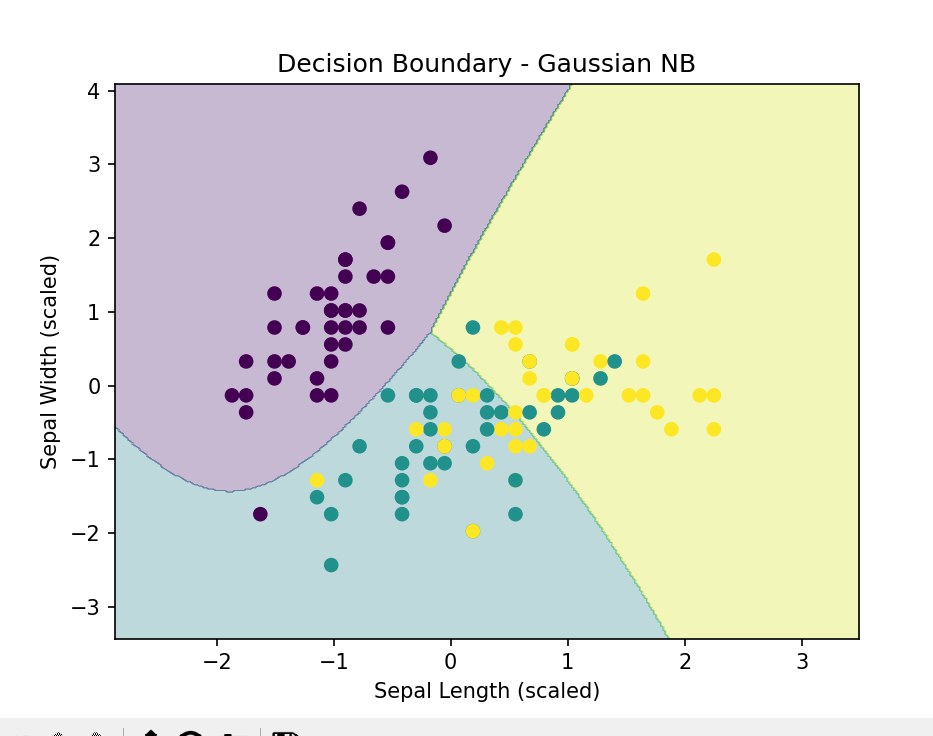 Decision Boundary - Gaussian NB
4
3
2
1
0
−1
−2
−3
Sepal Width (scaled)
−2 −1 0 1 2 3
Sepal Length (scaled)